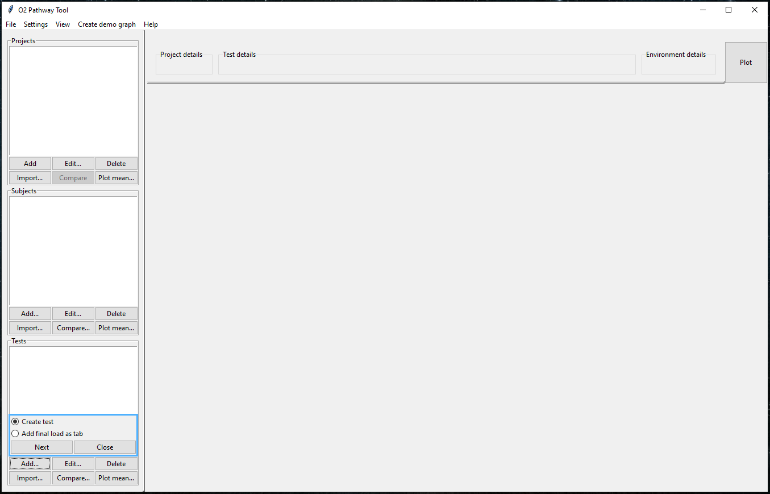 O2 Pathway Tool
File Settings View Create demo graph Help
Projects
Add Edit... Delete
Import... Compare Plot mean...
Subjects
Add... Edit... Delete
Import... Compare... Plot mean...
Tests
Create test
Add final load as tab
Next Close
Add... Edit... Delete
Import... Compare... Plot mean...
Project details Test details Environment details
Plot